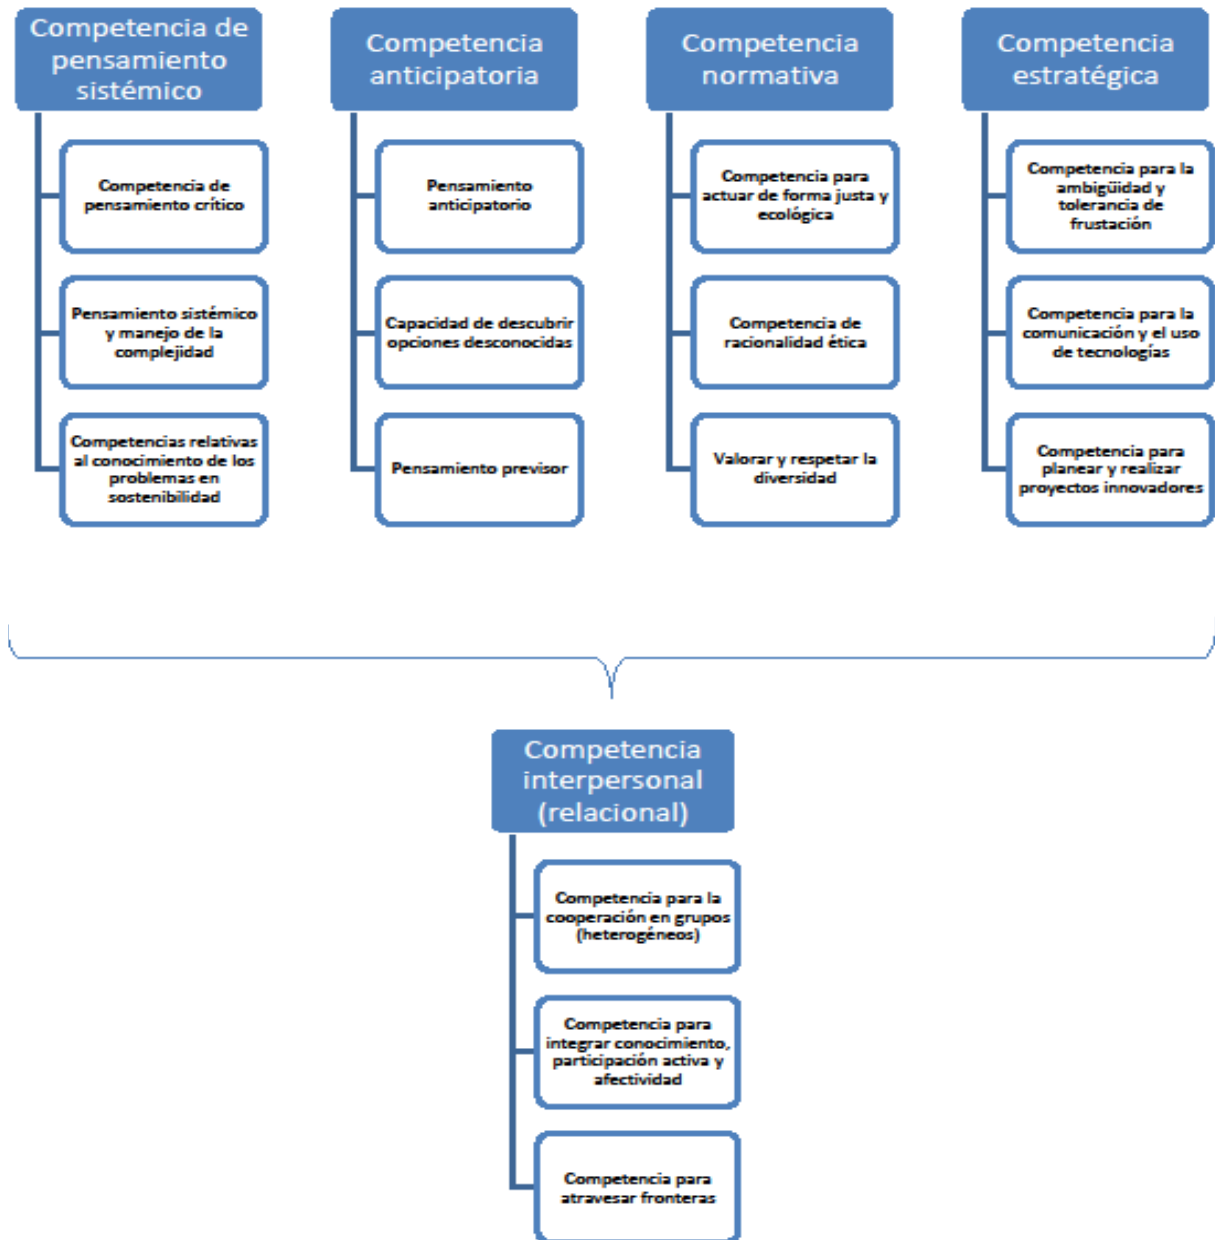 Competencia de
pensamiento
sistémico
Competencia de
pensamiento crítico
Pensamiento sistémico
y manejo de la
complejidad
Competencias relativas
al conocimiento de los
problemas en
sostenibilidad
Competencia
anticipatoria
Pensamiento
anticipatorio
Capacidad de descubrir
opciones desconocidas
Pensamiento previsor
Competencia
normativa
Competencia para
actuar de forma justa y
ecológica
Competencia de
racionalidad ética
Valorar y respetar la
diversidad
Competencia
estratégica
Competencia para la
ambigüidad y
tolerancia de
frustación
Competencia para la
comunicación y el uso
de tecnologías
Competencia para
planear y realizar
proyectos innovadores
Competencia
interpersonal
(relacional)
Competencia para la
cooperación en grupos
(heterogéneos)
Competencia para
integrar conocimiento,
participación activa y
afectividad
Competencia para
atravesar fronteras